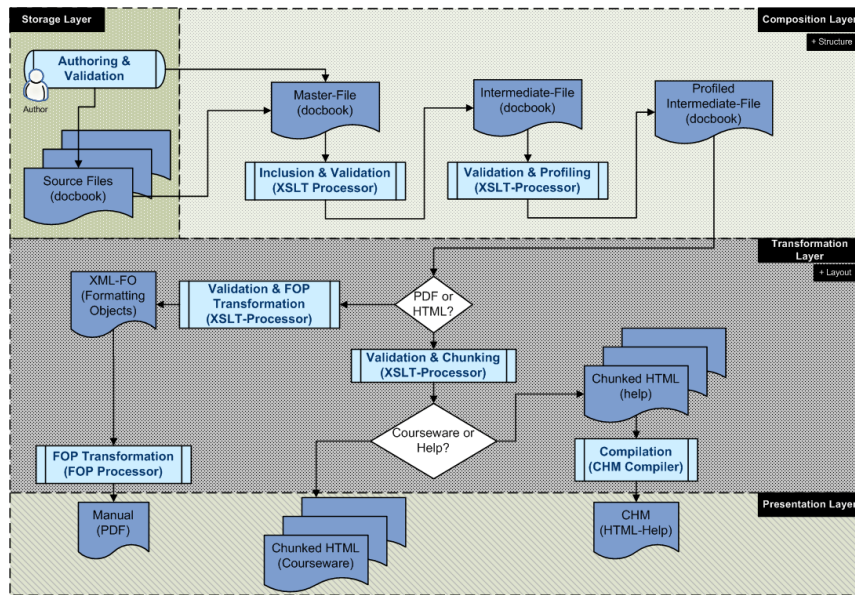 Storage Layer
Composition Layer
+ Structure
Authoring &
Validation
Author
Source Files
(docbook)
Master-File
(docbook)
Intermediate-File
(docbook)
Profiled
Intermediate-File
(docbook)
Inclusion & Validation
(XSLT Processor)
Validation & Profiling
(XSLT-Processor)
Transformation
Layer
+ Layout
XML-FO
(Formatting
Objects)
Validation & FOP
Transformation
(XSLT-Processor)
PDF or
HTML?
Validation & Chunking
(XSLT-Processor)
Chunked HTML
(help)
Courseware or
Help?
FOP Transformation
(FOP Processor)
Compilation
(CHM Compiler)
Presentation Layer
Manual
(PDF)
Chunked HTML
(Courseware)
CHM
(HTML-Help)